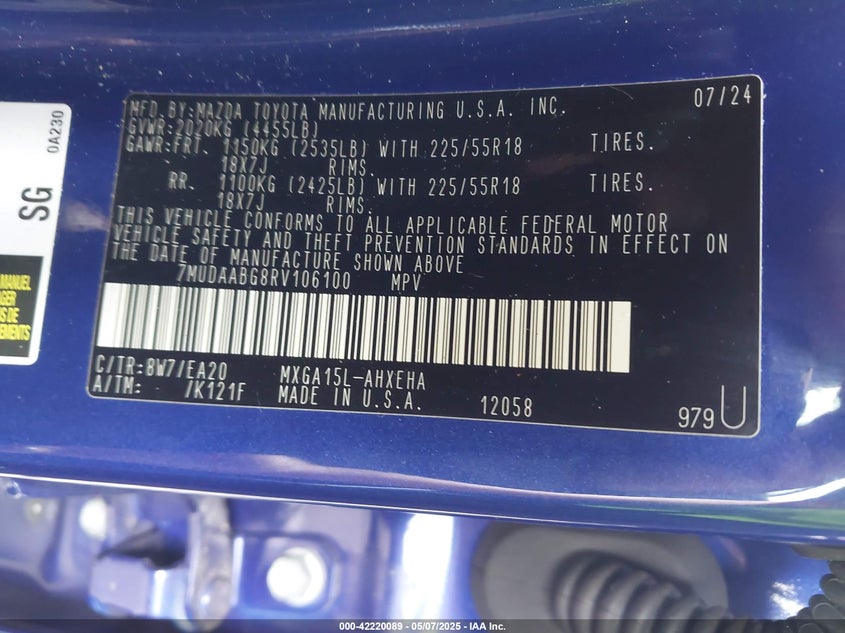 MFD.BY:MAZDA TOYOTA MANUFACTURING U.S.A. INC. 07/24
GVWR:2020KG (4455LB)
GAWR:FRT. 1150KG (2535LB) WITH 225/55R18 TIRES.
18X7J RIMS.
RR. 1100KG (2425LB) WITH 225/55R18 TIRES.
18X7J RIMS.
THIS VEHICLE CONFORMS TO ALL APPLICABLE FEDERAL MOTOR
VEHICLE SAFETY AND THEFT PREVENTION STANDARDS IN EFFECT ON
THE DATE OF MANUFACTURE SHOWN ABOVE
7MUDAABG8RV106100 MPV
C/TR:8W7/EA20 MXGA15L-AHXEHA
A/TM: /K121F MADE IN U.S.A. 12058
979 U
0A230
SG
MANUEL
000-42220089 - 05/07/2025 - IAA Inc.